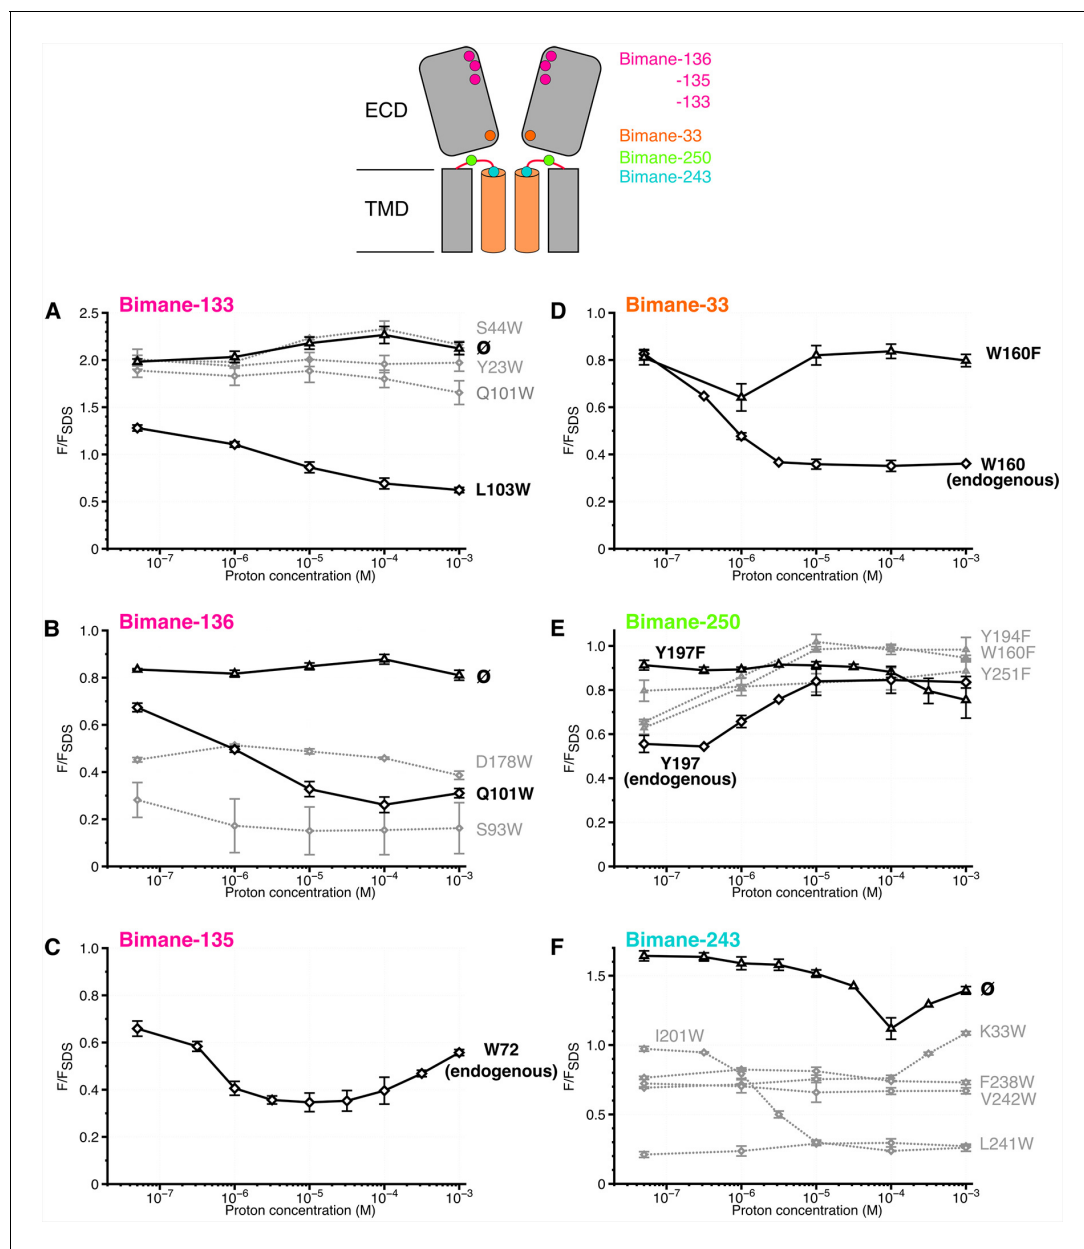 Bimane-136
-135
-133
ECD
Bimane-33
Bimane-250
Bimane-243
TMD
A
Bimane-133
2.5
2.0
1.5
1.0
0.5
0
F/FSDS
S44W
Ø
Y23W
Q101W
L103W
10⁻⁷ 10⁻⁶ 10⁻⁵ 10⁻⁴ 10⁻³
Proton concentration (M)
D
Bimane-33
1.0
0.8
0.6
0.4
0.2
0
F/FSDS
W160F
W160
(endogenous)
10⁻⁷ 10⁻⁶ 10⁻⁵ 10⁻⁴ 10⁻³
Proton concentration (M)
B
Bimane-136
1.0
0.8
0.6
0.4
0.2
0
F/FSDS
Ø
D178W
Q101W
S93W
10⁻⁷ 10⁻⁶ 10⁻⁵ 10⁻⁴ 10⁻³
Proton concentration (M)
E
Bimane-250
1.0
0.8
0.6
0.4
0.2
0
F/FSDS
Y197F
Y194F
W160F
Y251F
Y197
(endogenous)
10⁻⁷ 10⁻⁶ 10⁻⁵ 10⁻⁴ 10⁻³
Proton concentration (M)
C
Bimane-135
1.0
0.8
0.6
0.4
0.2
0
F/FSDS
W72
(endogenous)
10⁻⁷ 10⁻⁶ 10⁻⁵ 10⁻⁴ 10⁻³
Proton concentration (M)
F
Bimane-243
1.5
1.0
0.5
0
F/FSDS
Ø
I201W
K33W
F238W
V242W
L241W
10⁻⁷ 10⁻⁶ 10⁻⁵ 10⁻⁴ 10⁻³
Proton concentration (M)